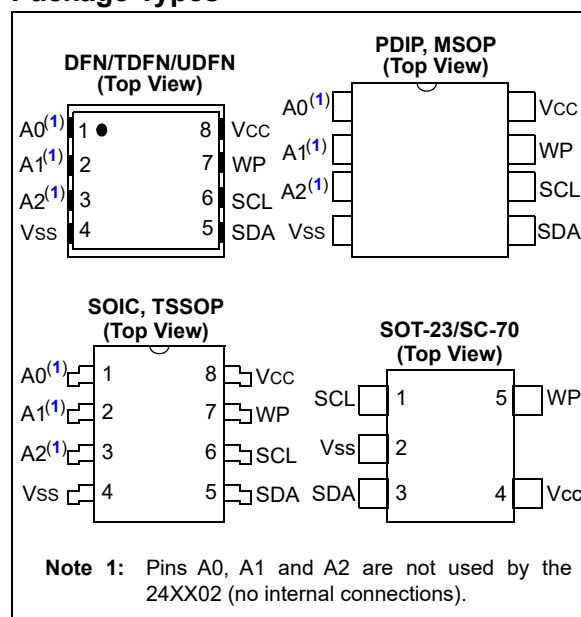 DFN/TDFN/UDFN
(Top View)
A0(1) 1 8 VCC
A1(1) 2 7 WP
A2(1) 3 6 SCL
VSS 4 5 SDA
PDIP, MSOP
(Top View)
A0(1) VCC
A1(1) WP
A2(1) SCL
VSS SDA
SOIC, TSSOP
(Top View)
A0(1) 1 8 VCC
A1(1) 2 7 WP
A2(1) 3 6 SCL
VSS 4 5 SDA
SOT-23/SC-70
(Top View)
SCL 1 5 WP
Vss 2
SDA 3 4 Vcc
Note 1: Pins A0, A1 and A2 are not used by the
24XX02 (no internal connections).